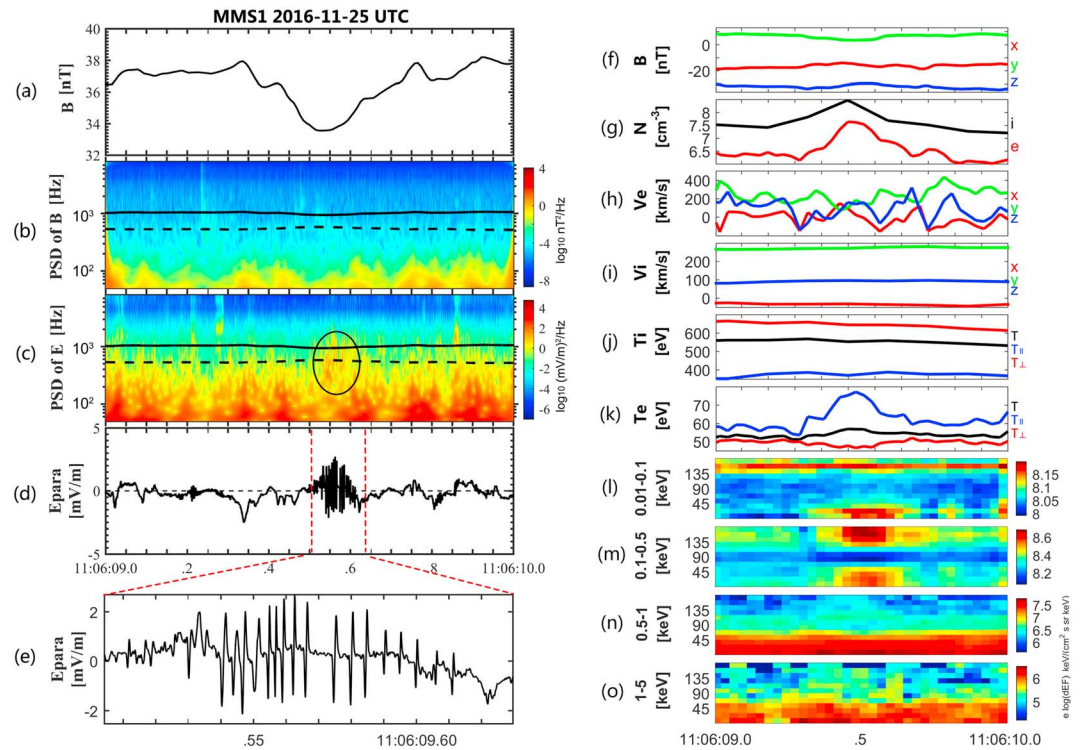 MMS1 2016-11-25 UTC
(a)
B [nT]
40
38
36
34
32
(b)
PSD of B [Hz]
10³
10²
4
0
-4
-8
log₁₀ nT²/Hz
(c)
PSD of E [Hz]
10³
10²
4
2
0
-2
-4
-6
log₁₀ (mV/m)²/Hz
(d)
Epara
[mV/m]
5
0
-5
11:06:09.0 .2 .4 .6 .8 11:06:10.0
(e)
Epara
[mV/m]
2
0
-2
.55 11:06:09.60
(f)
B
[nT]
0
-20
x
y
z
(g)
N
[cm⁻³]
8
7.5
7
6.5
i
e
(h)
Ve
[km/s]
400
200
0
x
y
z
(i)
Vi
[km/s]
200
100
0
x
y
z
(j)
Ti
[eV]
600
400
T
T∥
T⊥
(k)
Te
[eV]
70
60
50
T
T∥
T⊥
(l)
0.01-0.1
[keV]
135
90
45
8.15
8.1
8.05
8
(m)
0.1-0.5
[keV]
135
90
45
8.6
8.4
8.2
(n)
0.5-1
[keV]
135
90
45
7.5
7
6.5
(o)
1-5
[keV]
135
90
45
6
5
e log(dEF) keV/(cm² s sr keV)
11:06:09.0 .5 11:06:10.0